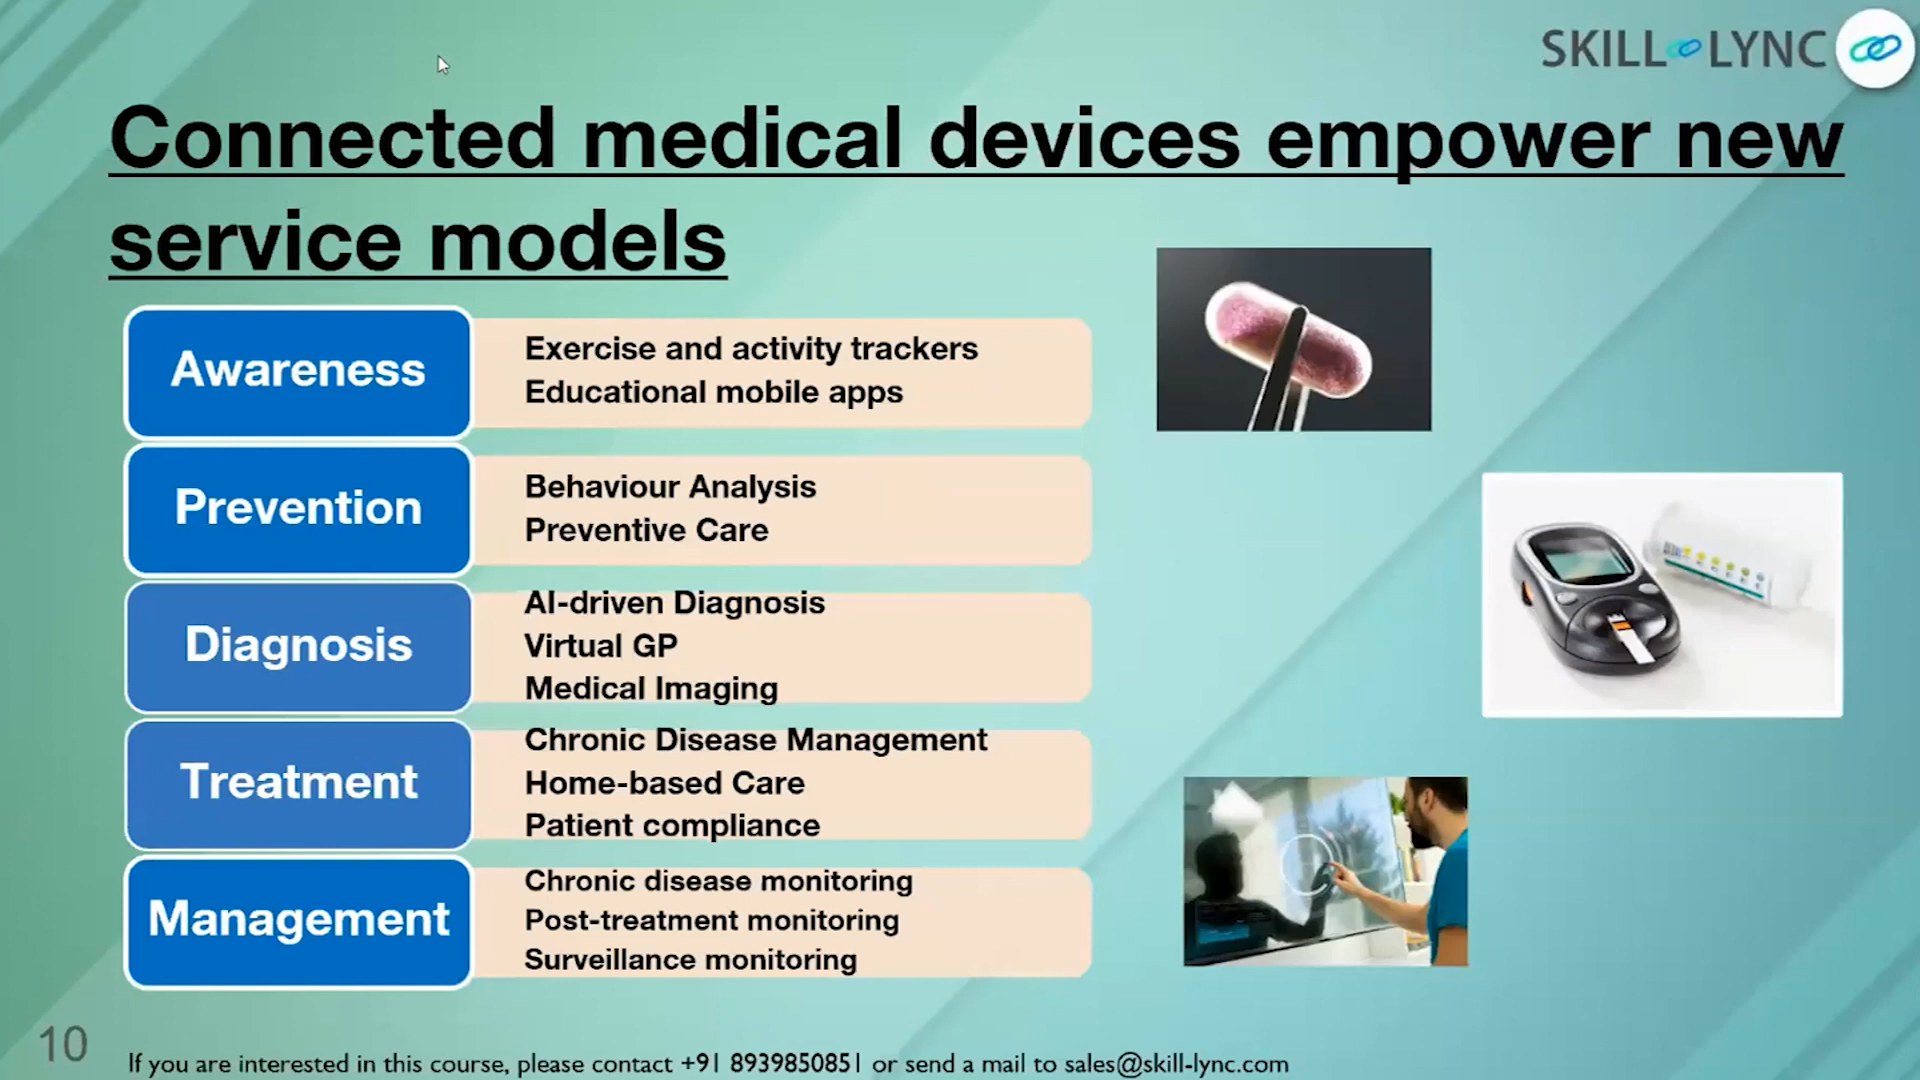 SKILL LYNC
Connected medical devices empower new
service models
Awareness
Exercise and activity trackers
Educational mobile apps
Prevention
Behaviour Analysis
Preventive Care
Diagnosis
AI-driven Diagnosis
Virtual GP
Medical Imaging
Treatment
Chronic Disease Management
Home-based Care
Patient compliance
Management
Chronic disease monitoring
Post-treatment monitoring
Surveillance monitoring
10
If you are interested in this course, please contact +91 8939850851 or send a mail to sales@skill-lync.com